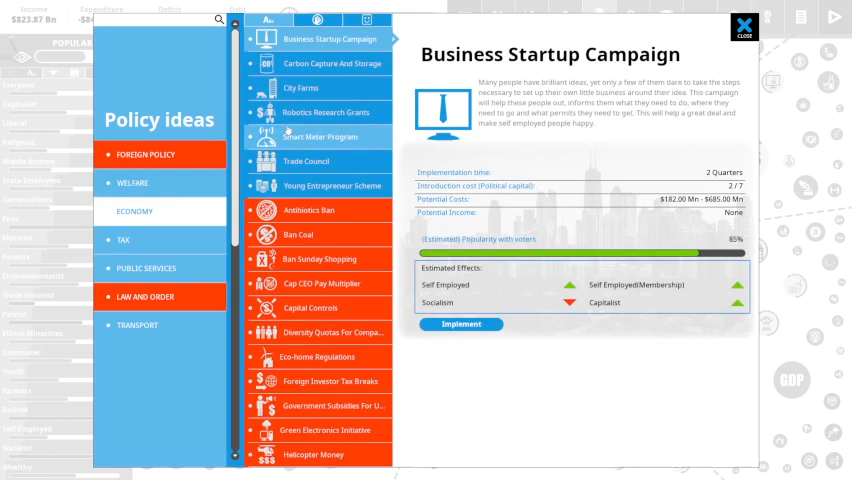 Income
Expenditure
Deficit
$823.87 Bn
POPULAR
Everyone
Capitalist
Liberal
Religious
Middle Income
State Employees
Conservatives
Poor
Motorist
Parents
Environmentalist
Trade Unionist
Patriot
Ethnic Minorities
Commuter
Youth
Farmers
Retired
Self Employed
Socialist
Wealthy
Policy ideas
FOREIGN POLICY
WELFARE
ECONOMY
TAX
PUBLIC SERVICES
LAW AND ORDER
TRANSPORT
Business Startup Campaign
Carbon Capture And Storage
City Farms
Robotics Research Grants
Smart Meter Program
Trade Council
Young Entrepreneur Scheme
Antibiotics Ban
Ban Coal
Ban Sunday Shopping
Cap CEO Pay Multiplier
Capital Controls
Diversity Quotas For Compa...
Eco-home Regulations
Foreign Investor Tax Breaks
Government Subsidies For U...
Green Electronics Initiative
Helicopter Money
CLOSE
Business Startup Campaign
Many people have brilliant ideas, yet only a few of them dare to take the steps
necessary to set up their own little business around their idea. This campaign
will help these people out, informs them what they need to do, where they
need to go and what permits they need to get. This will help a great deal and
make self employed people happy.
Implementation time: 2 Quarters
Introduction cost (Political capital): 2 / 7
Potential Costs: $182.00 Mn - $685.00 Mn
Potential Income: None
(Estimated) Popularity with voters 85%
Estimated Effects:
Self Employed Self Employed(Membership)
Socialism Capitalist
Implement
GDP